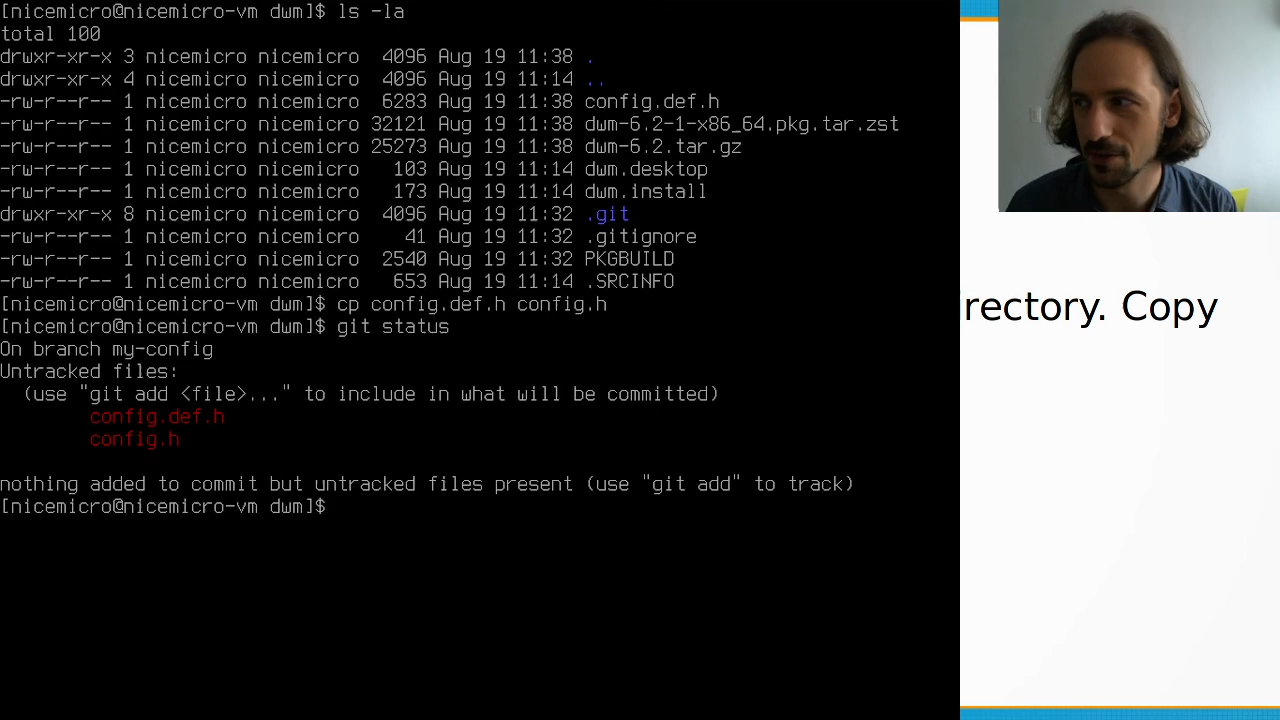 [nicemicro@nicemicro-vm dwm]$ ls -la
total 100
drwxr-xr-x 3 nicemicro nicemicro  4096 Aug 19 11:38 .
drwxr-xr-x 4 nicemicro nicemicro  4096 Aug 19 11:14 ..
-rw-r--r-- 1 nicemicro nicemicro  6283 Aug 19 11:38 config.def.h
-rw-r--r-- 1 nicemicro nicemicro 32121 Aug 19 11:38 dwm-6.2-1-x86_64.pkg.tar.zst
-rw-r--r-- 1 nicemicro nicemicro 25273 Aug 19 11:38 dwm-6.2.tar.gz
-rw-r--r-- 1 nicemicro nicemicro   103 Aug 19 11:14 dwm.desktop
-rw-r--r-- 1 nicemicro nicemicro   173 Aug 19 11:14 dwm.install
drwxr-xr-x 8 nicemicro nicemicro  4096 Aug 19 11:32 .git
-rw-r--r-- 1 nicemicro nicemicro    41 Aug 19 11:32 .gitignore
-rw-r--r-- 1 nicemicro nicemicro  2540 Aug 19 11:32 PKGBUILD
-rw-r--r-- 1 nicemicro nicemicro   653 Aug 19 11:14 .SRCINFO
[nicemicro@nicemicro-vm dwm]$ cp config.def.h config.h
[nicemicro@nicemicro-vm dwm]$ git status
On branch my-config
Untracked files:
  (use "git add <file>..." to include in what will be committed)
        config.def.h
        config.h
nothing added to commit but untracked files present (use "git add" to track)
[nicemicro@nicemicro-vm dwm]$
rectory. Copy